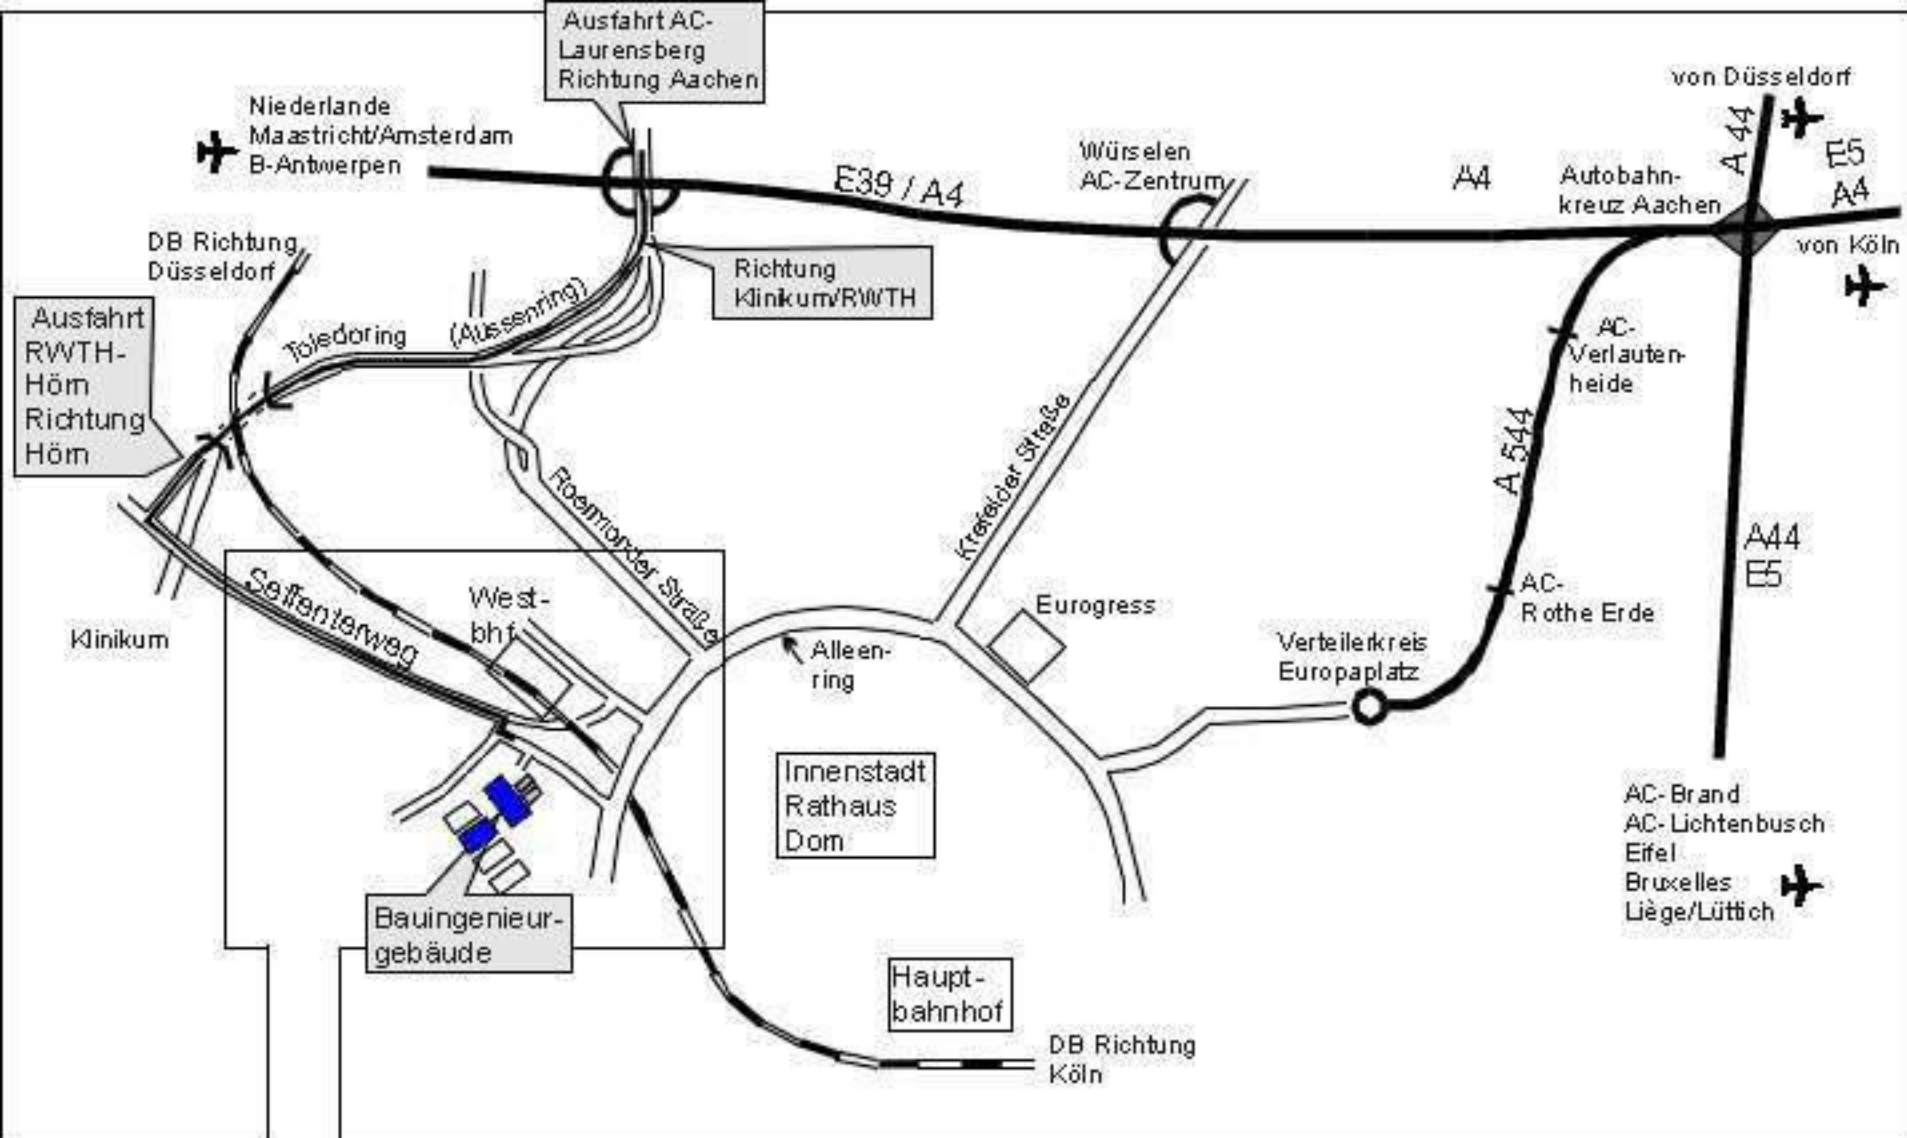 Ausfahrt AC-
Laurensberg
Richtung Aachen
Niederlande
Maastricht/Amsterdam
B-Antwerpen
E39 / A4
Würselen
AC-Zentrum
A4
Autobahn-
kreuz Aachen
von Düsseldorf
A 44
E5
A4
von Köln
DB Richtung
Düsseldorf
Richtung
Klinikum/RWTH
Toledoring
(Aussenring)
Ausfahrt
RWTH-
Hörn
Richtung
Hörn
AC-
Verlauten-
heide
A 544
Krefelder Straße
Roermonder Straße
A44
E5
AC-
Rothe Erde
Seffenterweg
West-
bhf
Klinikum
Eurogress
Alleen-
ring
Verteilerkreis
Europaplatz
Innenstadt
Rathaus
Dom
AC-Brand
AC-Lichtenbusch
Eifel
Bruxelles
Liège/Lüttich
Bauingenieur-
gebäude
Haupt-
bahnhof
DB Richtung
Köln